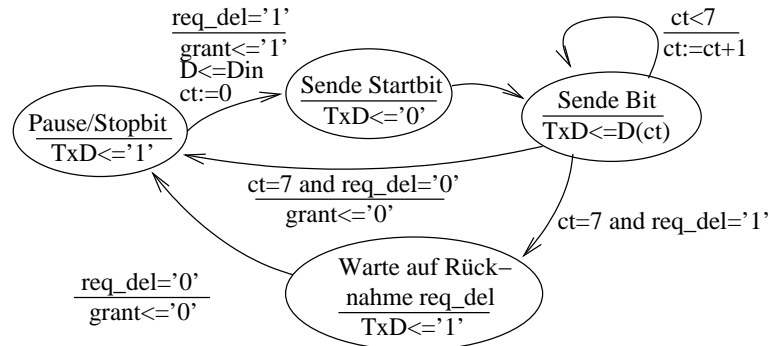 req_del='1'
grant<='1'
D<=Din
ct:=0
ct<7
ct:=ct+1
Sende Startbit
TxD<='0'
Sende Bit
TxD<=D(ct)
Pause/Stopbit
TxD<='1'
ct=7 and req_del='0'
grant<='0'
ct=7 and req_del='1'
Warte auf Rück–
nahme req_del
TxD<='1'
req_del='0'
grant<='0'